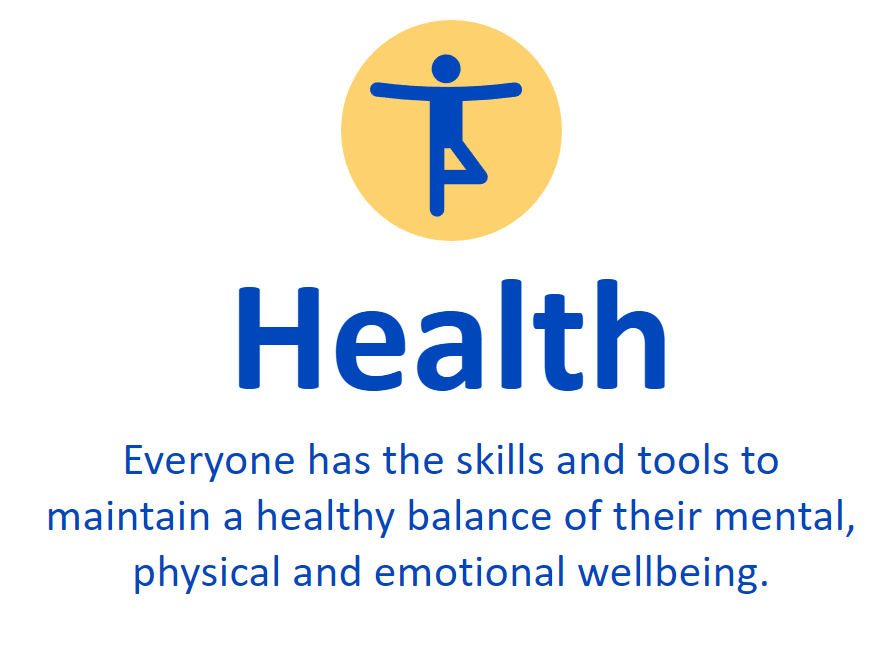 Health
Everyone has the skills and tools to
maintain a healthy balance of their mental,
physical and emotional wellbeing.